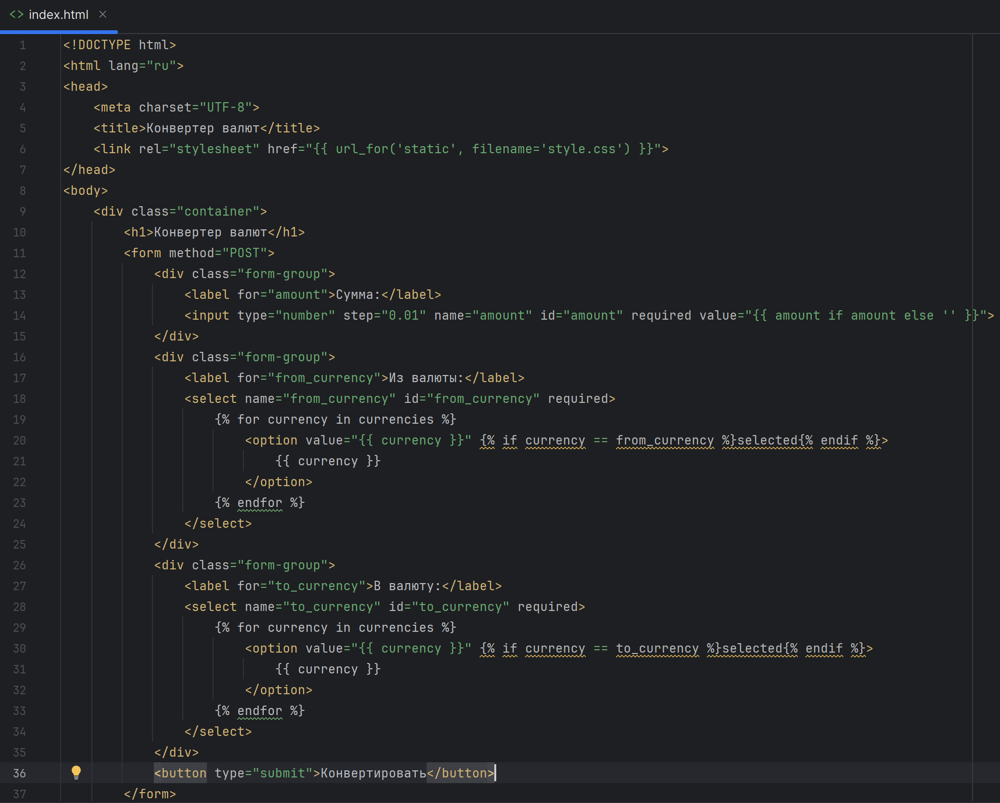 index.html
1 <!DOCTYPE html>
2 <html lang="ru">
3 <head>
4     <meta charset="UTF-8">
5     <title>Конвертер валют</title>
6     <link rel="stylesheet" href="{{ url_for('static', filename='style.css') }}">
7 </head>
8 <body>
9     <div class="container">
10         <h1>Конвертер валют</h1>
11         <form method="POST">
12             <div class="form-group">
13                 <label for="amount">Сумма:</label>
14                 <input type="number" step="0.01" name="amount" id="amount" required value="{{ amount if amount else '' }}">
15             </div>
16             <div class="form-group">
17                 <label for="from_currency">Из валюты:</label>
18                 <select name="from_currency" id="from_currency" required>
19                     {% for currency in currencies %}
20                         <option value="{{ currency }}" {% if currency == from_currency %}selected{% endif %}>
21                             {{ currency }}
22                         </option>
23                     {% endfor %}
24                 </select>
25             </div>
26             <div class="form-group">
27                 <label for="to_currency">В валюту:</label>
28                 <select name="to_currency" id="to_currency" required>
29                     {% for currency in currencies %}
30                         <option value="{{ currency }}" {% if currency == to_currency %}selected{% endif %}>
31                             {{ currency }}
32                         </option>
33                     {% endfor %}
34                 </select>
35             </div>
36             <button type="submit">Конвертировать</button>
37         </form>